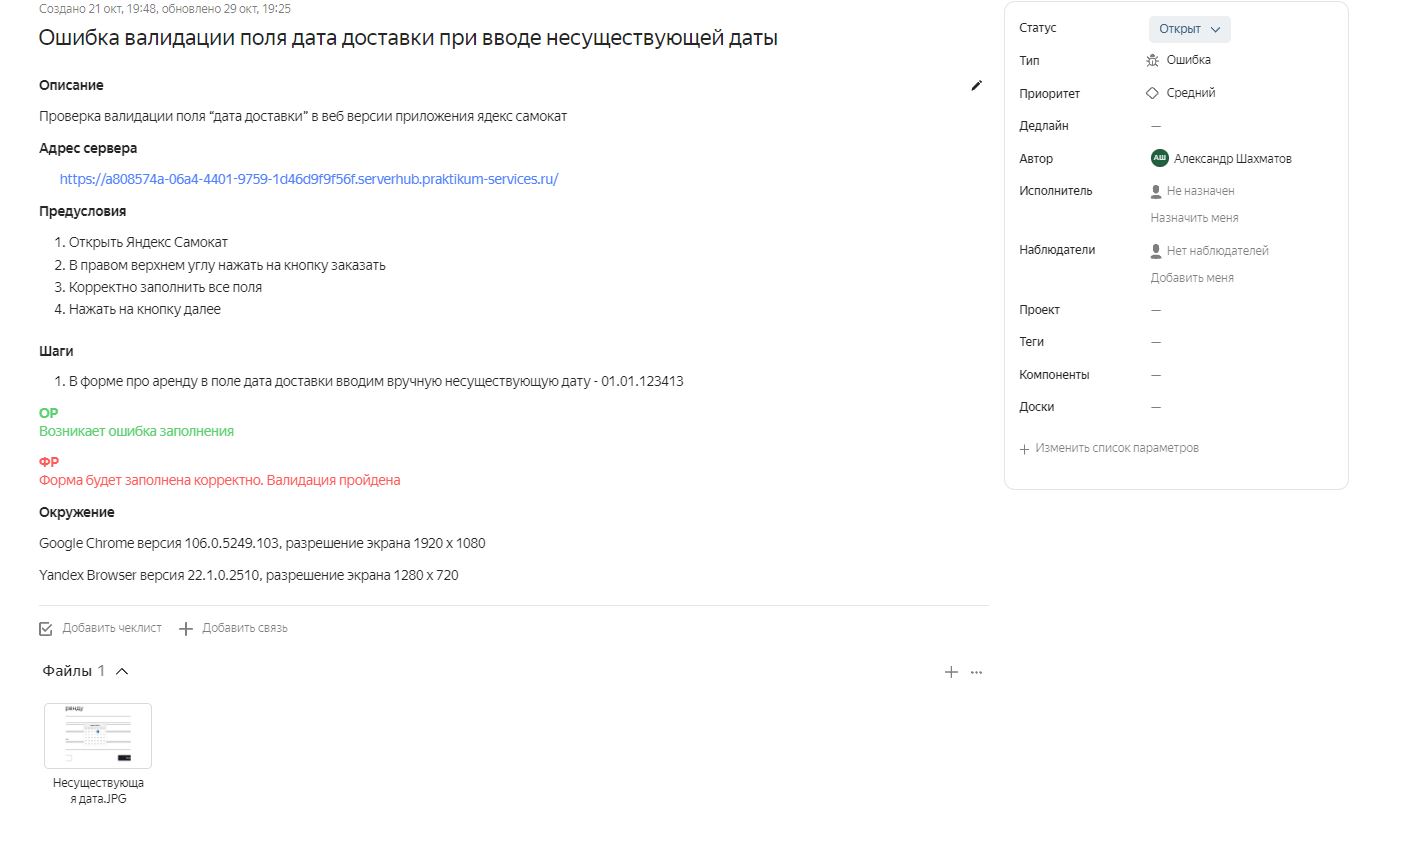 Создано 21 окт, 19:48, обновлено 29 окт, 19:25
Ошибка валидации поля дата доставки при вводе несуществующей даты
Описание
Проверка валидации поля “дата доставки” в веб версии приложения ядекс самокат
Адрес сервера
https://a808574a-06a4-4401-9759-1d46d9f9f56f.serverhub.praktikum-services.ru/
Предусловия
1. Открыть Яндекс Самокат
2. В правом верхнем углу нажать на кнопку заказать
3. Корректно заполнить все поля
4. Нажать на кнопку далее
Шаги
1. В форме про аренду в поле дата доставки вводим вручную несуществующую дату - 01.01.123413
ОР
Возникает ошибка заполнения
ФР
Форма будет заполнена корректно. Валидация пройдена
Окружение
Google Chrome версия 106.0.5249.103, разрешение экрана 1920 x 1080
Yandex Browser версия 22.1.0.2510, разрешение экрана 1280 x 720
Добавить чеклист
Добавить связь
Файлы 1
ренду
Несуществующа
я дата.JPG
Статус
Открыт
Тип
Ошибка
Приоритет
Средний
Дедлайн
—
Автор
АШ Александр Шахматов
Исполнитель
Не назначен
Назначить меня
Наблюдатели
Нет наблюдателей
Добавить меня
Проект
—
Теги
—
Компоненты
—
Доски
—
Изменить список параметров